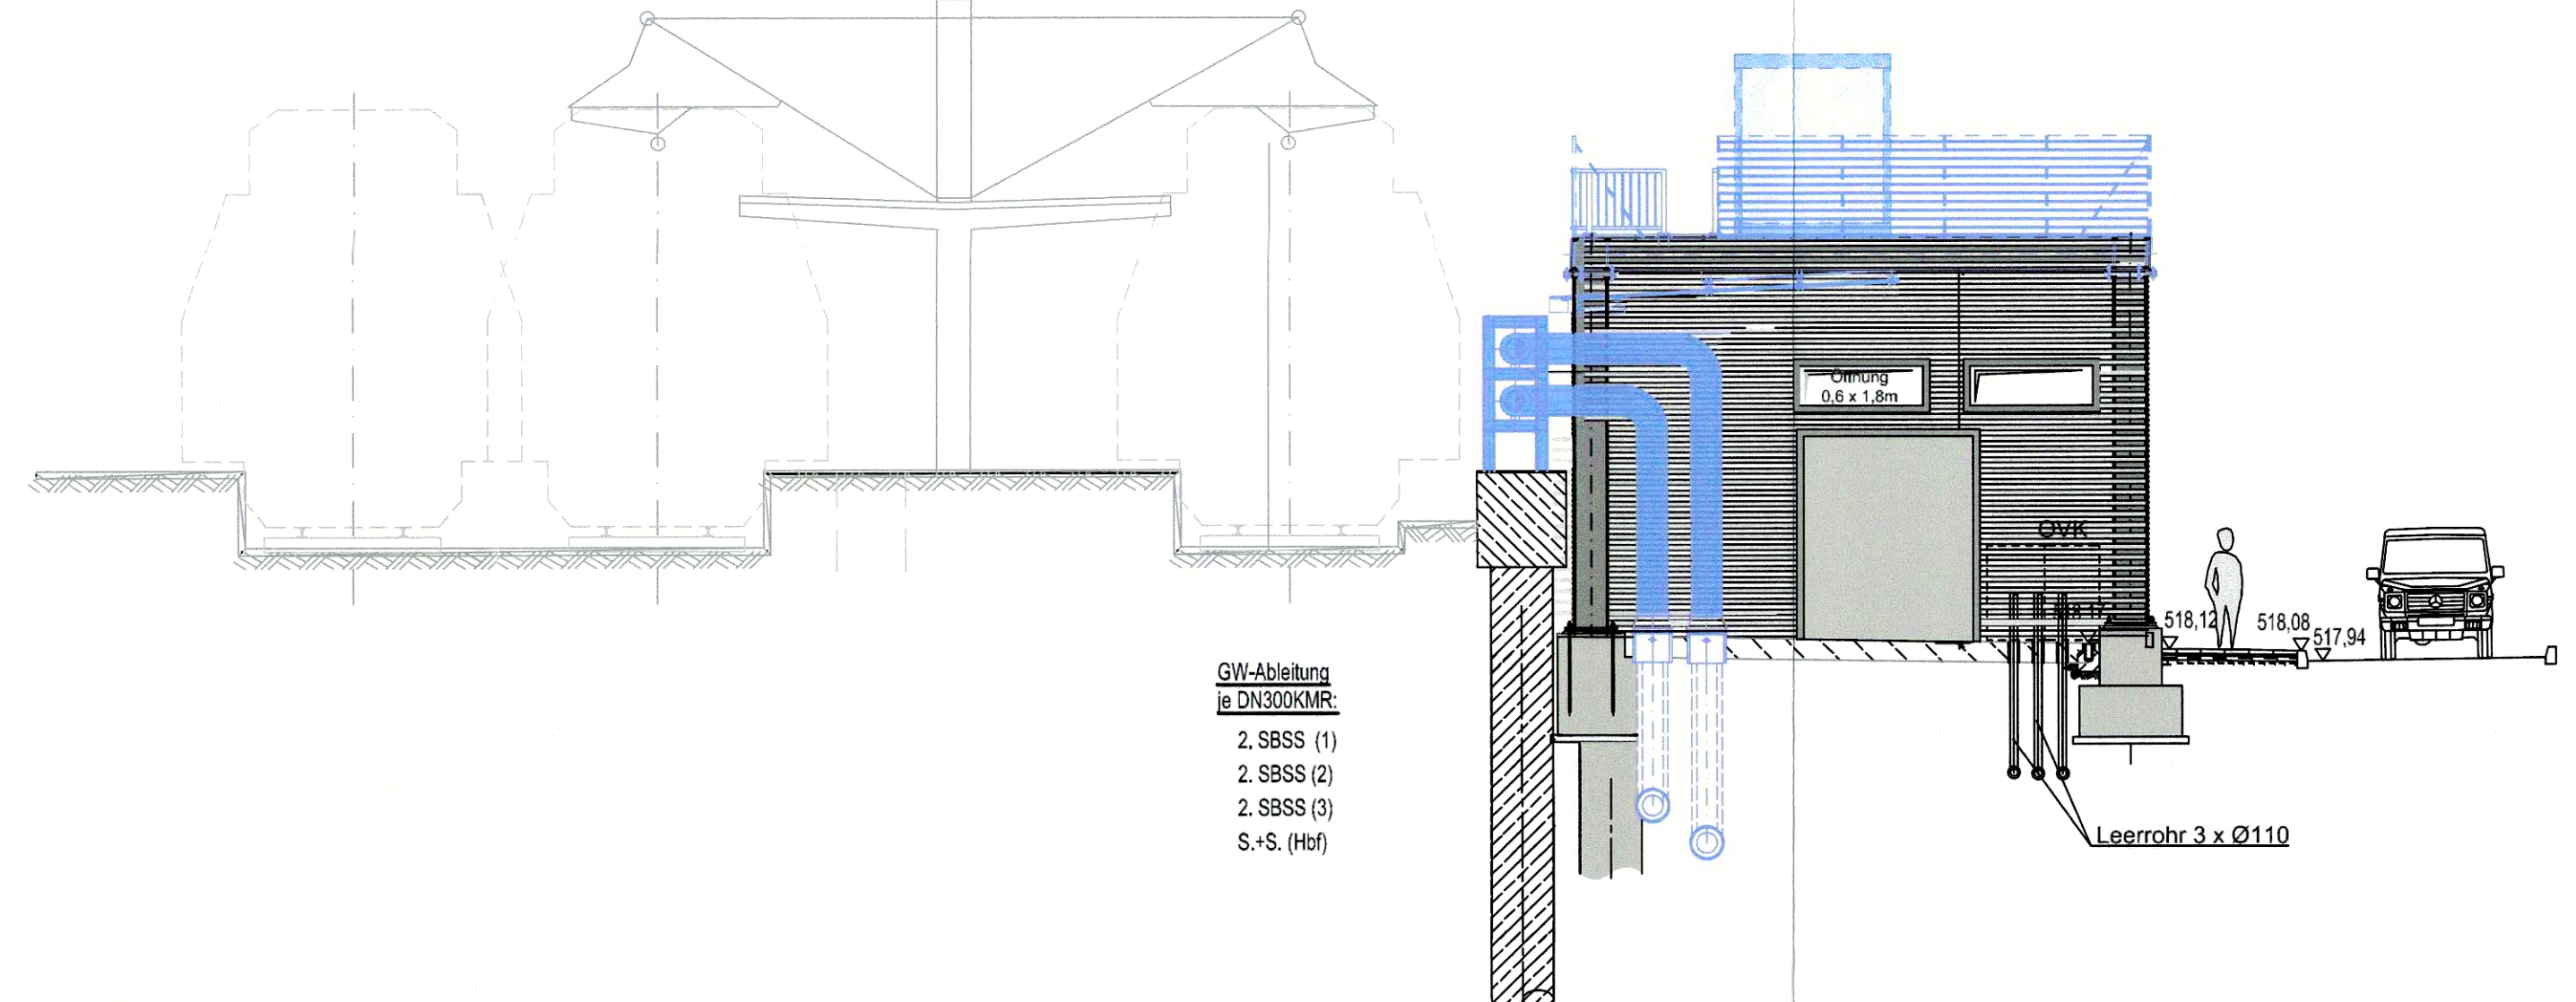 Öffnung
0,6 x 1,8m
ÖVK
518,12
518,08
517,94
GW-Ableitung
je DN300KMR:
2. SBSS (1)
2. SBSS (2)
2. SBSS (3)
S.+S. (Hbf)
Leerrohr 3 x Ø110